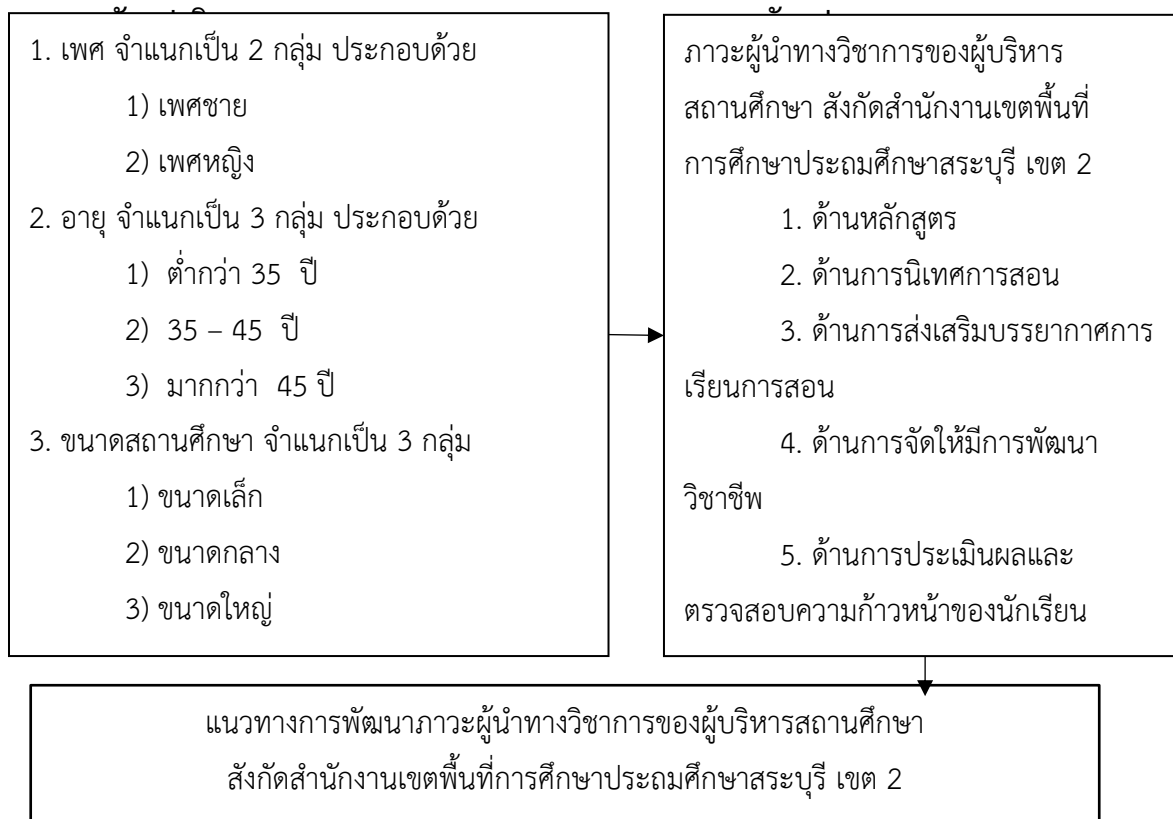 1. เพศ จำแนกเป็น 2 กลุ่ม ประกอบด้วย
1) เพศชาย
2) เพศหญิง
2. อายุ จำแนกเป็น 3 กลุ่ม ประกอบด้วย
1) ต่ำกว่า 35 ปี
2) 35 – 45 ปี
3) มากกว่า 45 ปี
3. ขนาดสถานศึกษา จำแนกเป็น 3 กลุ่ม
1) ขนาดเล็ก
2) ขนาดกลาง
3) ขนาดใหญ่
ภาวะผู้นำทางวิชาการของผู้บริหาร
สถานศึกษา สังกัดสำนักงานเขตพื้นที่
การศึกษาประถมศึกษาสระบุรี เขต 2
1. ด้านหลักสูตร
2. ด้านการนิเทศการสอน
3. ด้านการส่งเสริมบรรยากาศการ
เรียนการสอน
4. ด้านการจัดให้มีการพัฒนา
วิชาชีพ
5. ด้านการประเมินผลและ
ตรวจสอบความก้าวหน้าของนักเรียน
แนวทางการพัฒนาภาวะผู้นำทางวิชาการของผู้บริหารสถานศึกษา
สังกัดสำนักงานเขตพื้นที่การศึกษาประถมศึกษาสระบุรี เขต 2